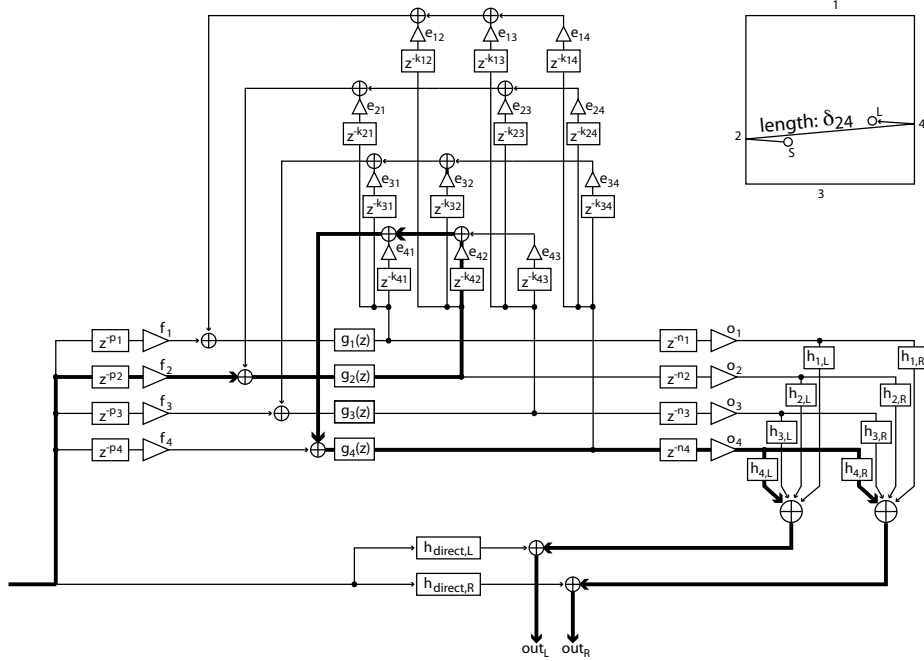 e12 e13 e14
z-k12 z-k13 z-k14
e21 e23 e24
z-k21 z-k23 z-k24
e31 e32 e34
z-k31 z-k32 z-k34
e41 e42 e43
z-k41 z-k42 z-k43
1
2 length: δ24 L 4
S
3
z-p1 f1 g1(z) z-n1 o1
h1,L h1,R
z-p2 f2 g2(z) z-n2 o2
h2,L h2,R
z-p3 f3 g3(z) z-n3 o3
h3,L h3,R
z-p4 f4 g4(z) z-n4 o4
h4,L h4,R
hdirect,L
hdirect,R
outL outR